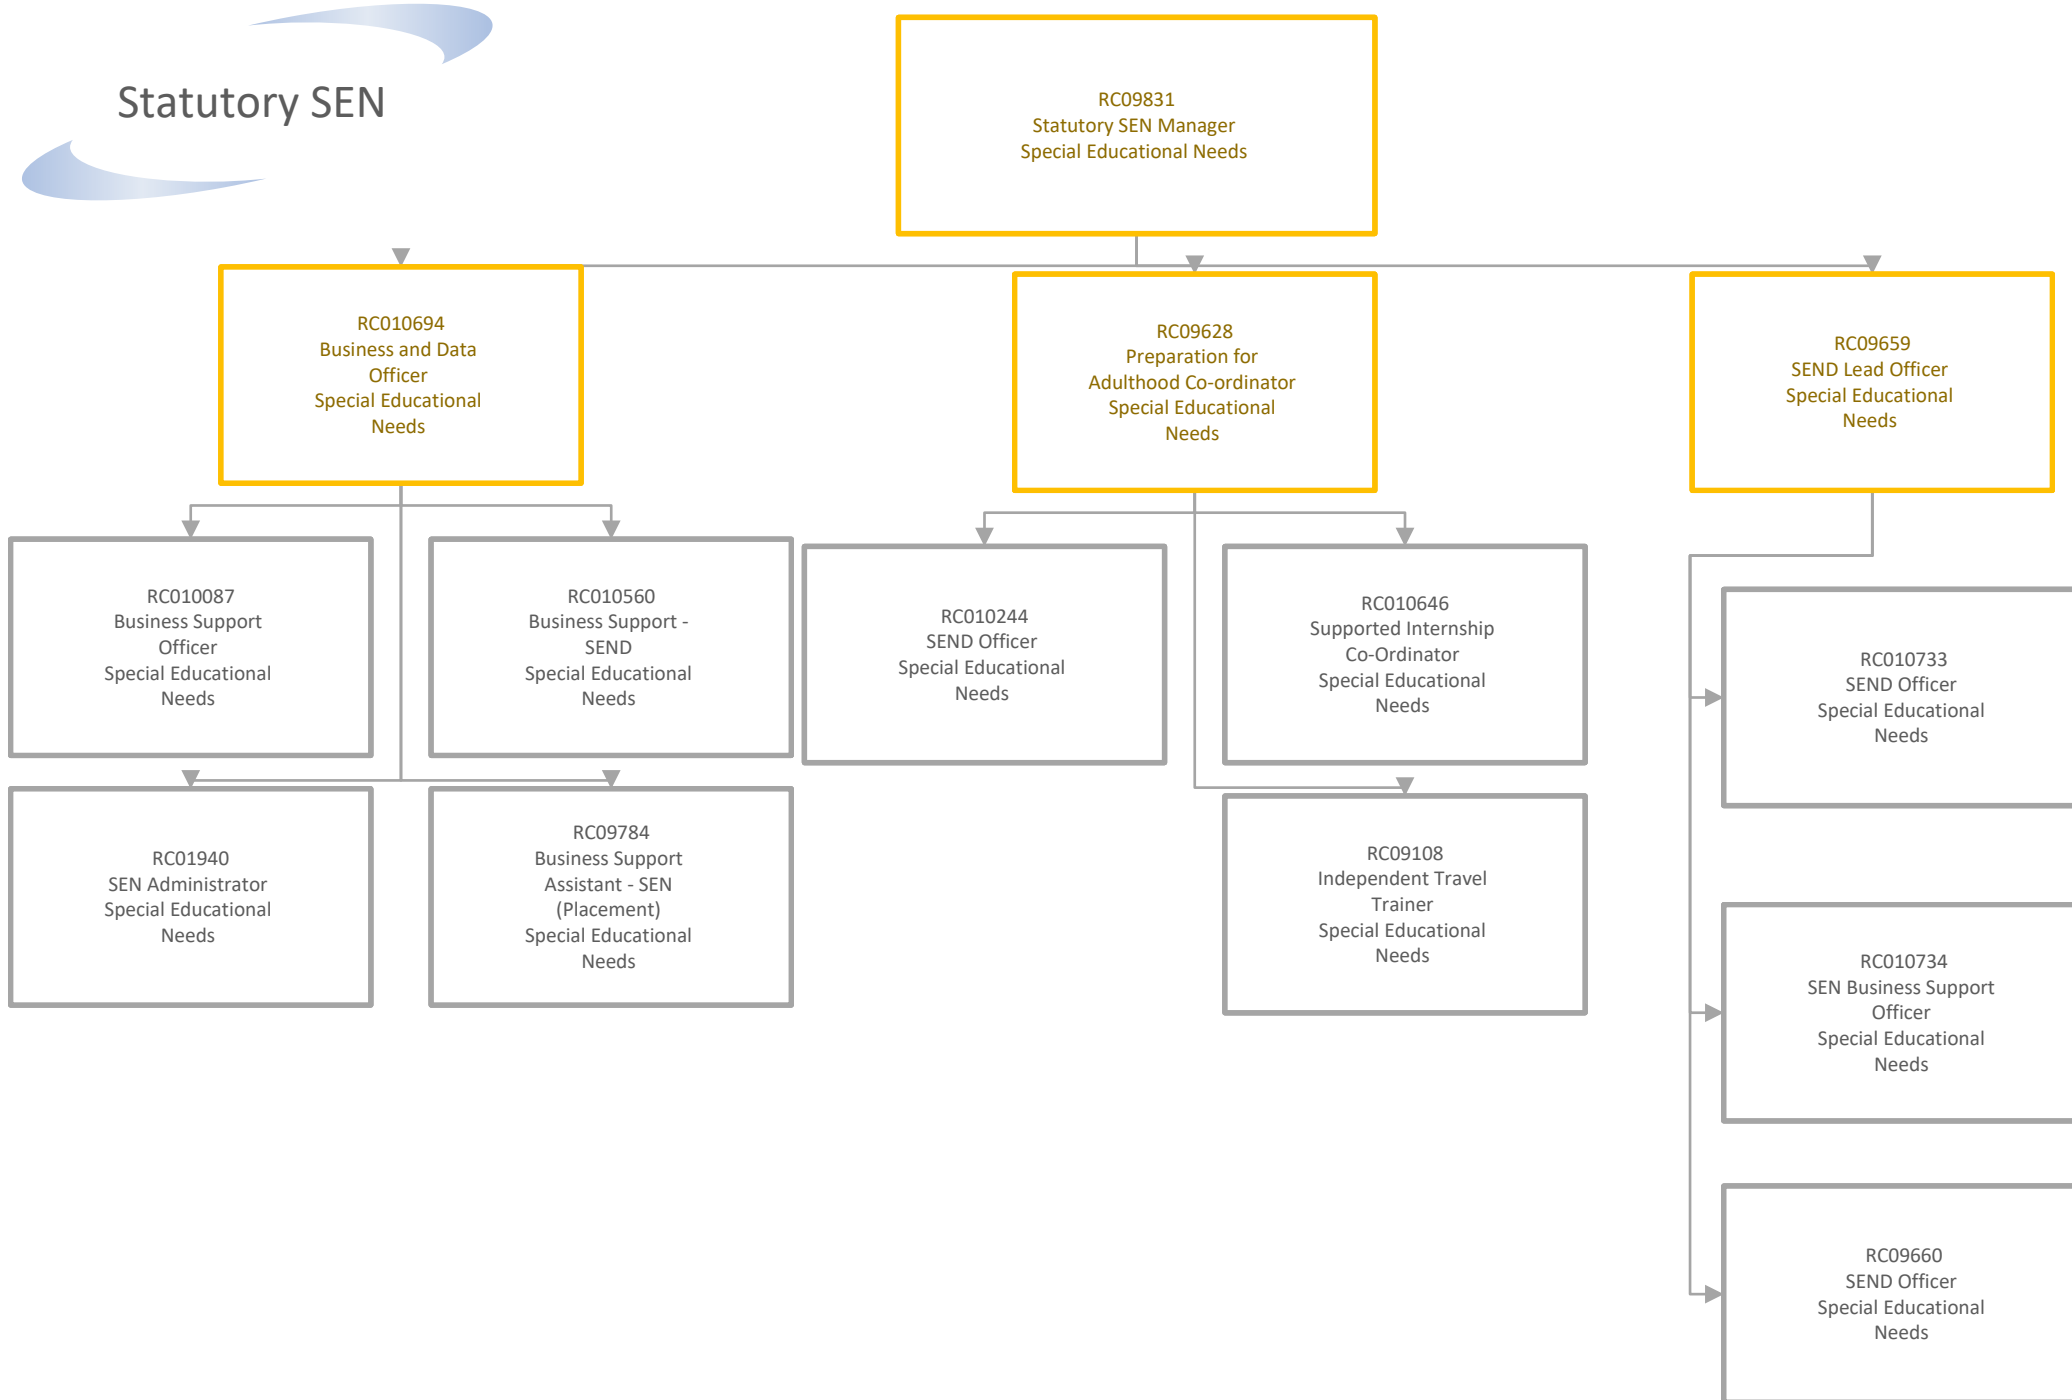 Statutory SEN
RC09831
Statutory SEN Manager
Special Educational Needs
RC010694
Business and Data
Officer
Special Educational
Needs
RC09628
Preparation for
Adulthood Co-ordinator
Special Educational
Needs
RC09659
SEND Lead Officer
Special Educational
Needs
RC010087
Business Support
Officer
Special Educational
Needs
RC010560
Business Support -
SEND
Special Educational
Needs
RC010244
SEND Officer
Special Educational
Needs
RC010646
Supported Internship
Co-Ordinator
Special Educational
Needs
RC010733
SEND Officer
Special Educational
Needs
RC01940
SEN Administrator
Special Educational
Needs
RC09784
Business Support
Assistant - SEN
(Placement)
Special Educational
Needs
RC09108
Independent Travel
Trainer
Special Educational
Needs
RC010734
SEN Business Support
Officer
Special Educational
Needs
RC09660
SEND Officer
Special Educational
Needs